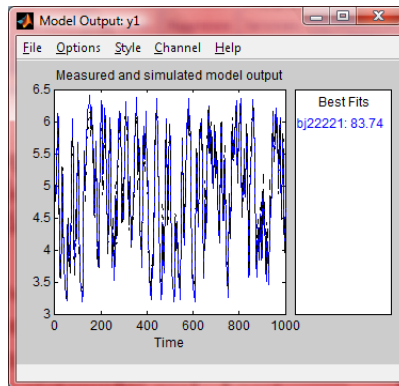 Model Output: y1
File Options Style Channel Help
Measured and simulated model output
6.5
6
5.5
5
4.5
4
3.5
3
0 200 400 600 800 1000
Time
Best Fits
bj22221: 83.74